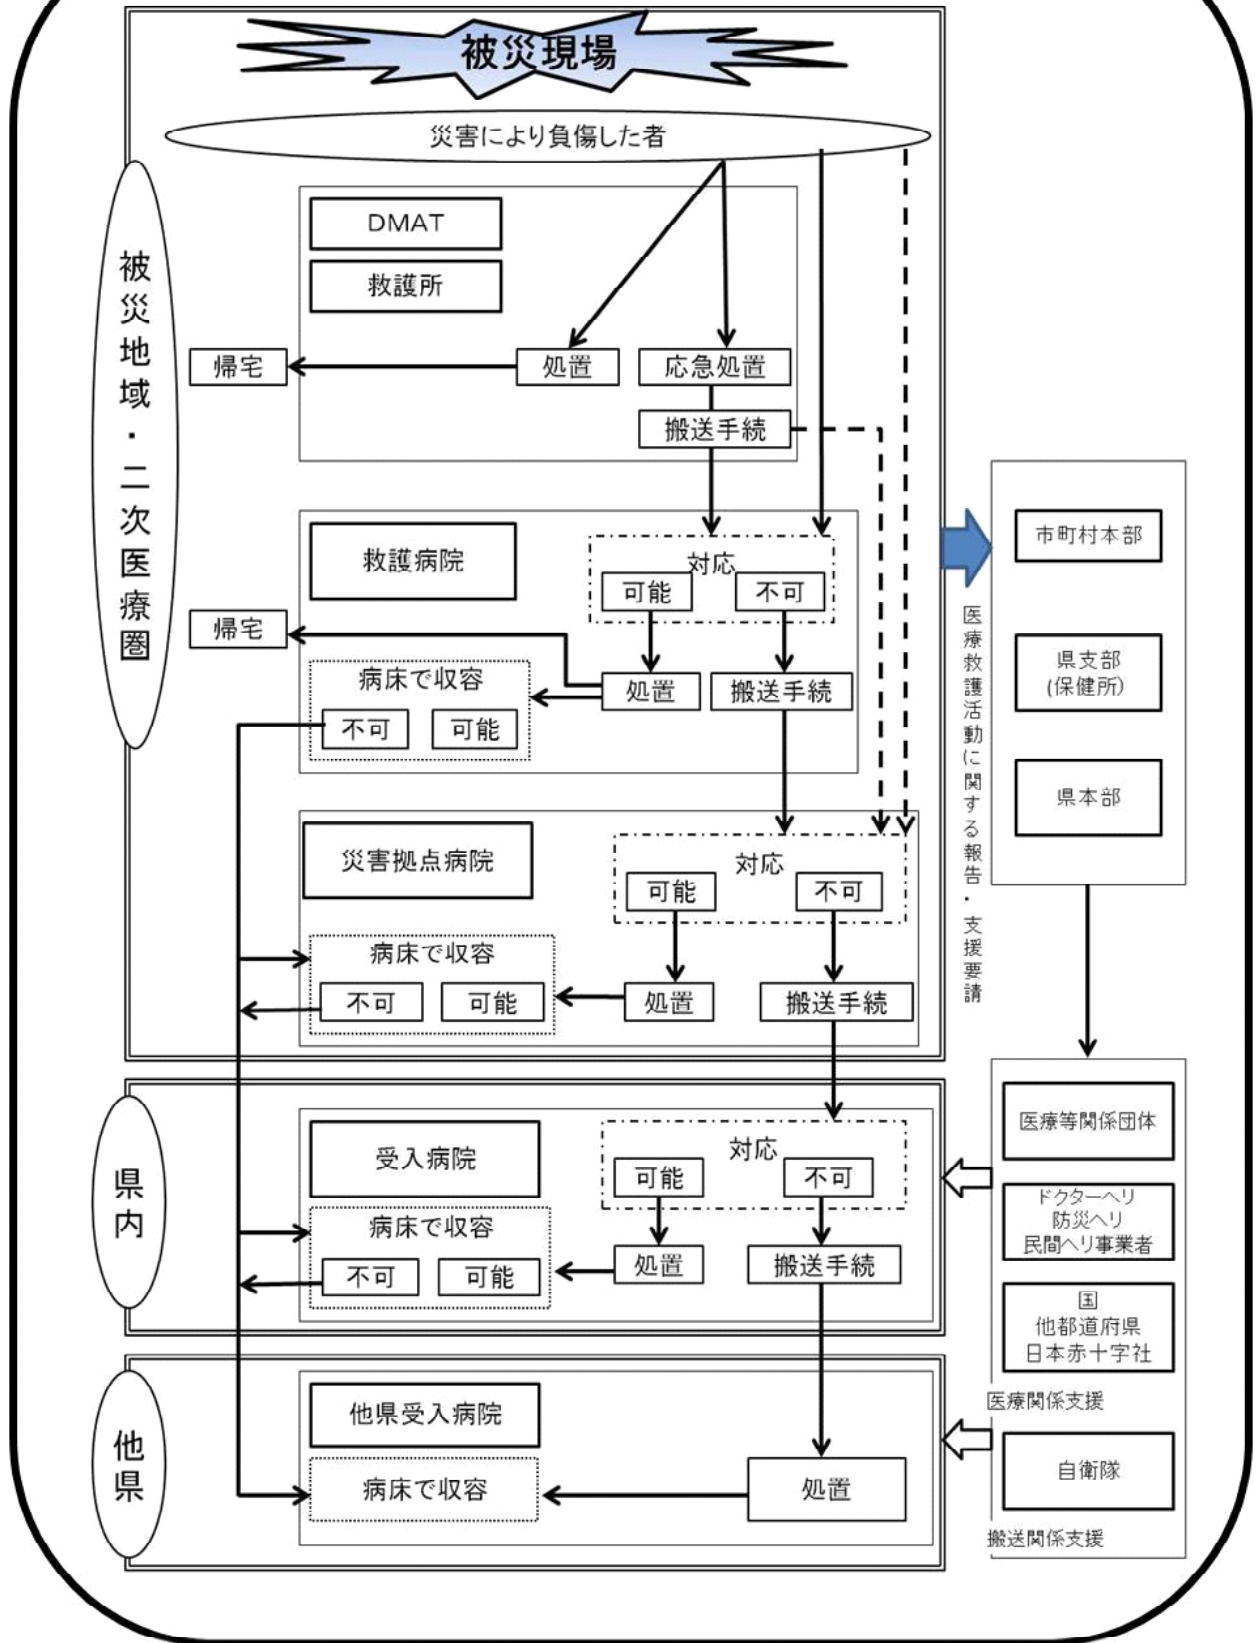 被災現場
災害により負傷した者
被災地域・二次医療圏
DMAT
救護所
帰宅
処置
応急処置
搬送手続
救護病院
対応
可能
不可
帰宅
病床で収容
不可
可能
処置
搬送手続
災害拠点病院
対応
可能
不可
病床で収容
不可
可能
処置
搬送手続
医療救護活動に関する報告・支援要請
市町村本部
県支部
(保健所)
県本部
県内
受入病院
対応
可能
不可
病床で収容
不可
可能
処置
搬送手続
他県
他県受入病院
病床で収容
処置
医療等関係団体
ドクターヘリ
防災ヘリ
民間ヘリ事業者
国
他都道府県
日本赤十字社
医療関係支援
自衛隊
搬送関係支援